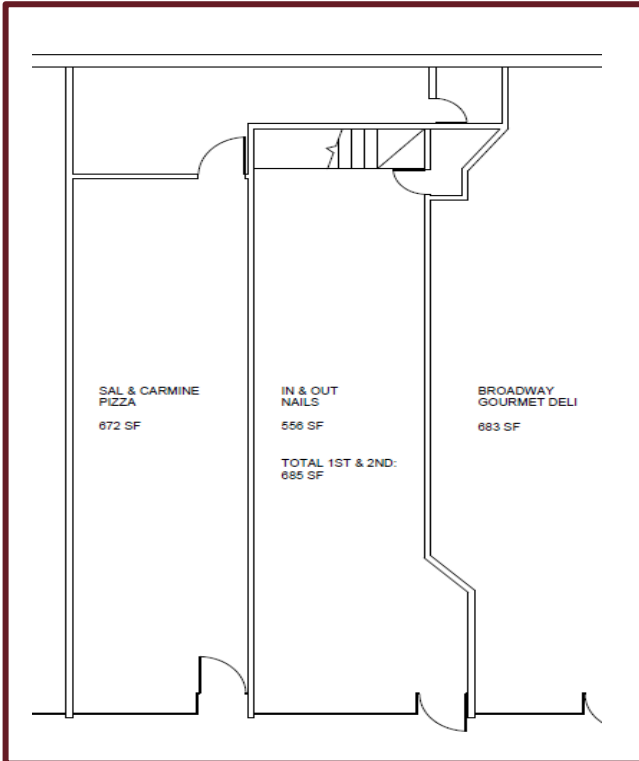 SAL & CARMINE
PIZZA
672 SF
IN & OUT
NAILS
556 SF
TOTAL 1ST & 2ND:
685 SF
BROADWAY
GOURMET DELI
683 SF